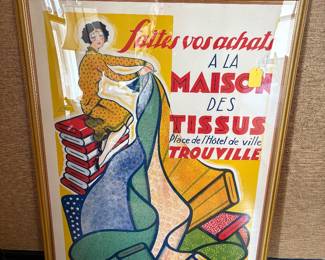 faites vos achats
A LA
MAISON
DES
TISSUS
Place de l'Hôtel de ville
TROUVILLE